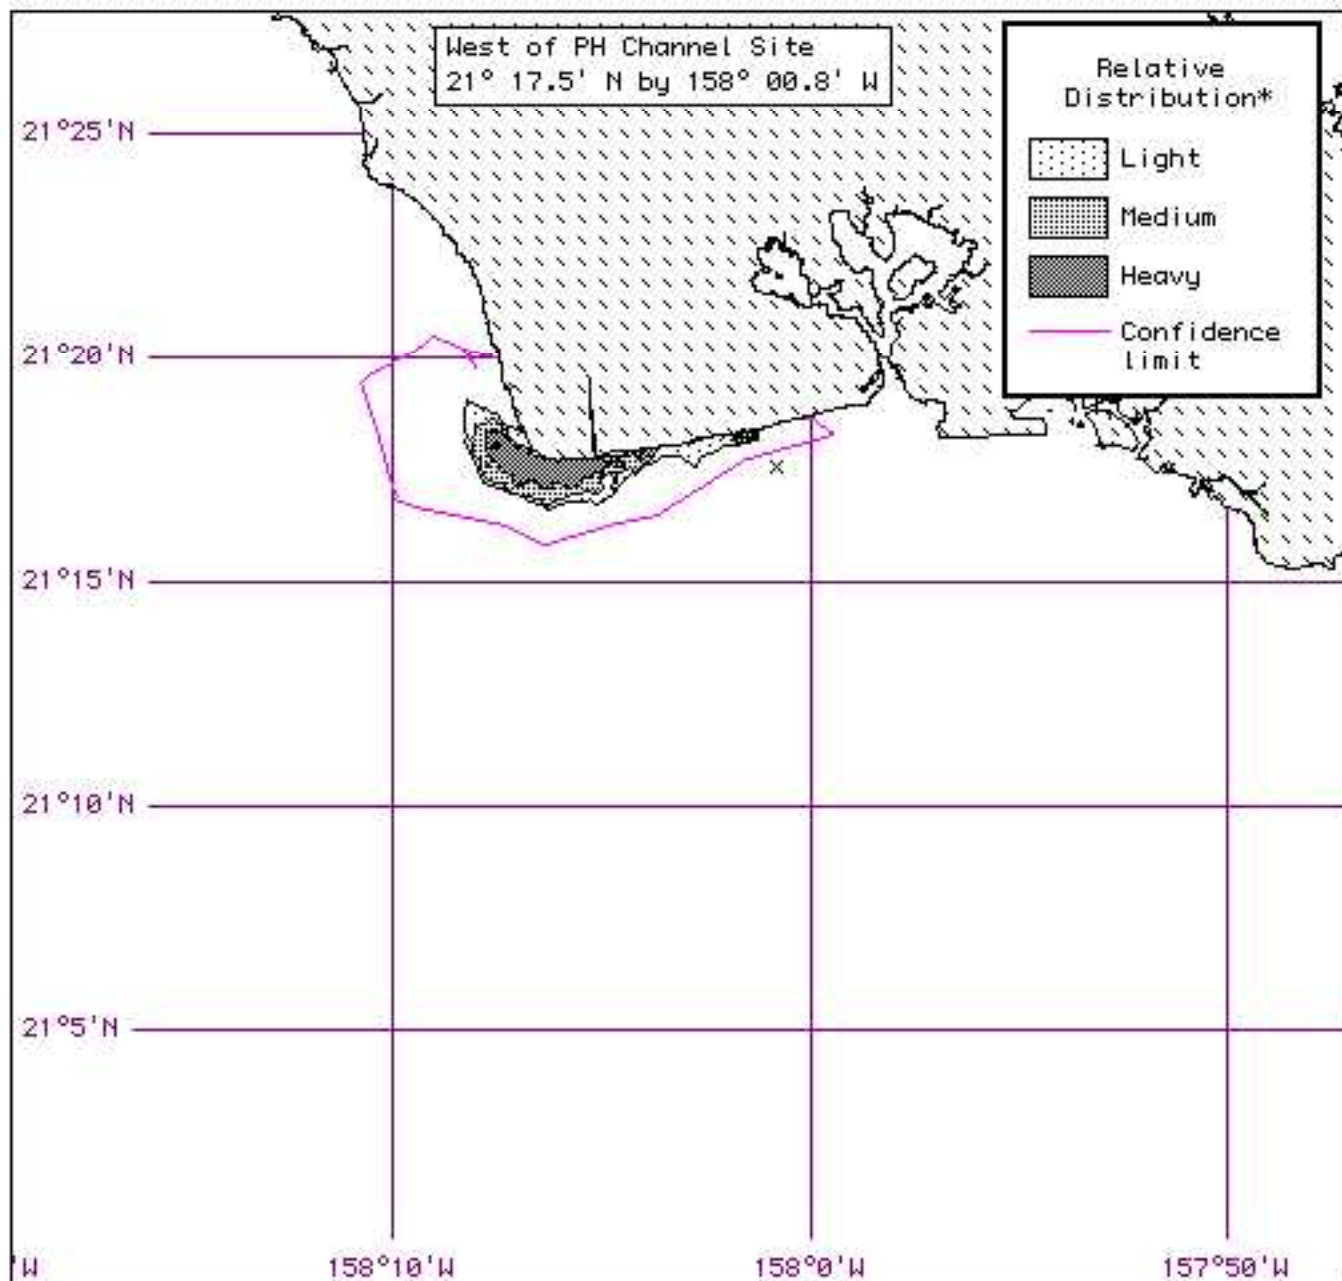 West of PH Channel Site
21° 17.5' N by 158° 00.8' W
Relative
Distribution*
Light
Medium
Heavy
Confidence
limit
21°25'N
21°20'N
21°15'N
21°10'N
21°5'N
'W
158°10'W
158°0'W
157°50'W